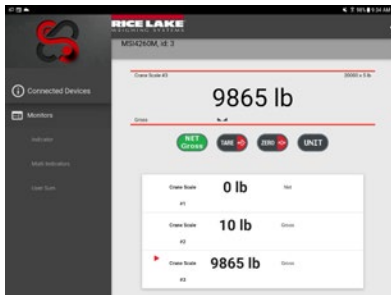 RICE LAKE
WEIGHING SYSTEMS
MSI4260M, id: 3
Connected Devices
Monitors
Indicator
Multi Indicators
User Scan
Crane Scale #3
9865 lb
Gross
NET
Gross
TARE
ZERO
UNIT
Crane Scale
#1
0 lb
Net
Crane Scale
#2
10 lb
Gross
Crane Scale
#3
9865 lb
Gross